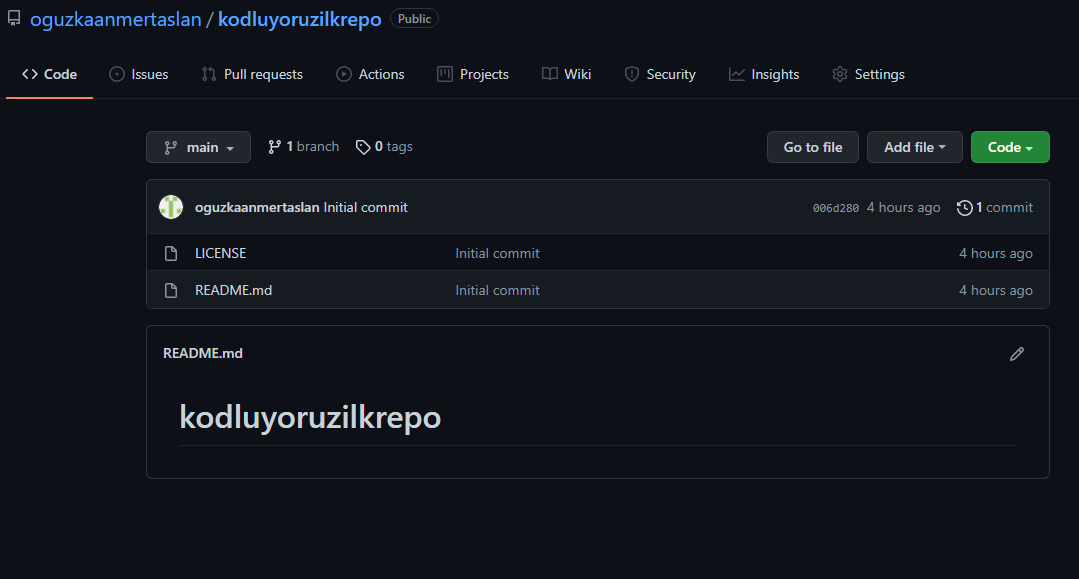 oguzkaanmertaslan / kodluyoruzilkrepo Public
Code Issues Pull requests Actions Projects Wiki Security Insights Settings
main 1 branch 0 tags Go to file Add file Code
oguzkaanmertaslan Initial commit 006d280 4 hours ago 1 commit
LICENSE Initial commit 4 hours ago
README.md Initial commit 4 hours ago
README.md
kodluyoruzilkrepo